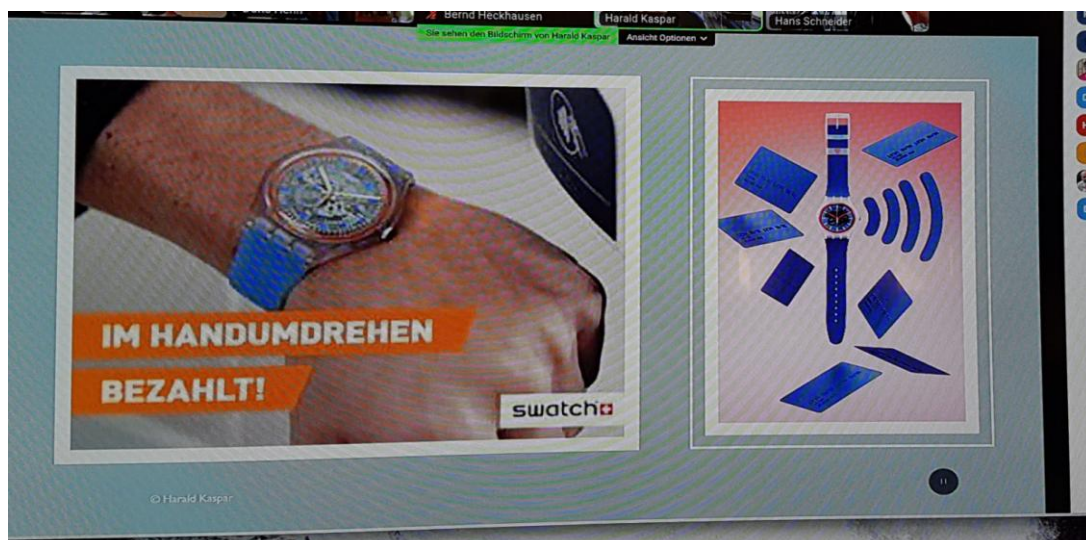 Bernd Heckhausen
Harald Kaspar
Hans Schneider
Sie sehen den Bildschirm von Harald Kaspar
Ansicht Optionen
IM HANDUMDREHEN
BEZAHLT!
swatch
© Harald Kaspar
11